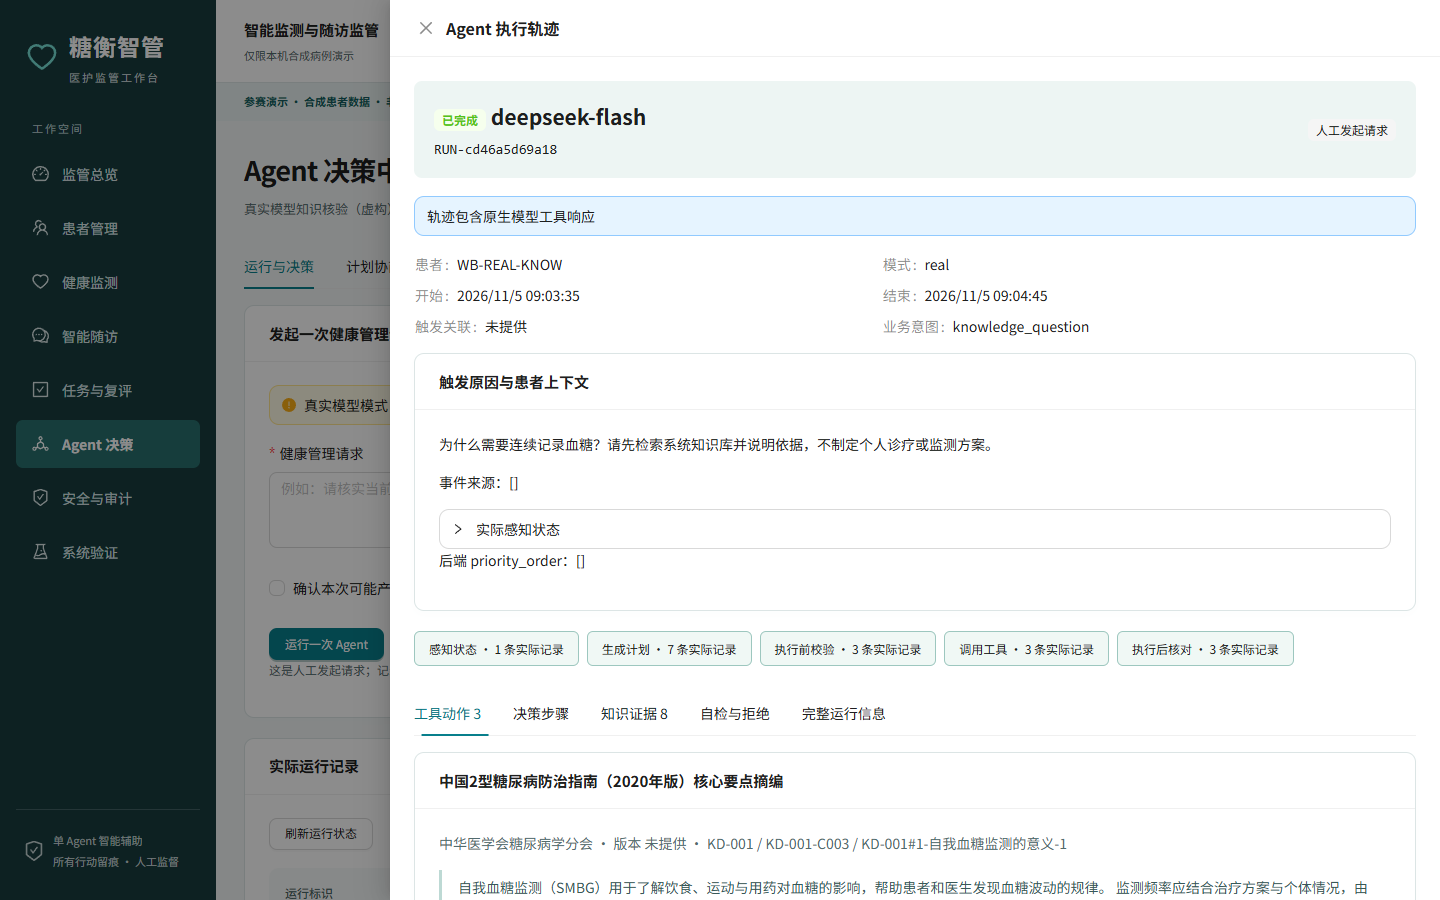 糖衡智管
医护监管工作台
工作空间
监管总览
患者管理
健康监测
智能随访
任务与复评
Agent 决策
安全与审计
系统验证
单 Agent 智能辅助
所有行动留痕 · 人工监督
智能监测与随访监管
仅限本机合成病例演示
参赛演示 · 合成患者数据 ·
Agent 决策中
真实模型知识核验（虚构）
运行与决策
计划协
发起一次健康管理
真实模型模式
* 健康管理请求
例如：请核实当前
确认本次可能产
运行一次 Agent
这是人工发起请求；记
实际运行记录
刷新运行状态
运行标识
Agent 执行轨迹
已完成 deepseek-flash
RUN-cd46a5d69a18
人工发起请求
轨迹包含原生模型工具响应
患者： WB-REAL-KNOW
模式： real
开始： 2026/11/5 09:03:35
结束： 2026/11/5 09:04:45
触发关联： 未提供
业务意图： knowledge_question
触发原因与患者上下文
为什么需要连续记录血糖？请先检索系统知识库并说明依据，不制定个人诊疗或监测方案。
事件来源：[]
实际感知状态
后端 priority_order：[]
感知状态 · 1 条实际记录
生成计划 · 7 条实际记录
执行前校验 · 3 条实际记录
调用工具 · 3 条实际记录
执行后核对 · 3 条实际记录
工具动作 3
决策步骤
知识证据 8
自检与拒绝
完整运行信息
中国2型糖尿病防治指南（2020年版）核心要点摘编
中华医学会糖尿病学分会 · 版本 未提供 · KD-001 / KD-001-C003 / KD-001#1-自我血糖监测的意义-1
自我血糖监测（SMBG）用于了解饮食、运动与用药对血糖的影响，帮助患者和医生发现血糖波动的规律。 监测频率应结合治疗方案与个体情况，由